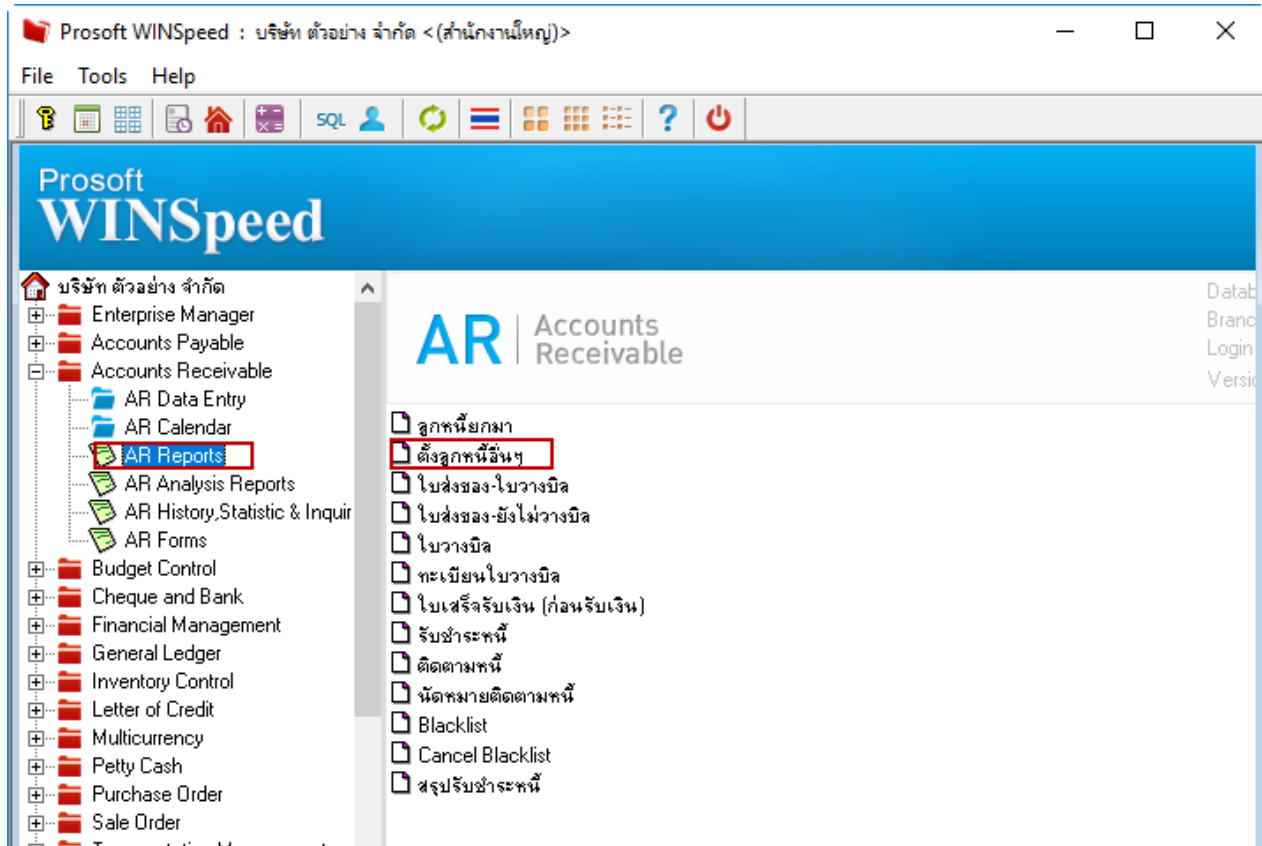 Prosoft WINSpeed : บริษัท ตัวอย่าง จำกัด <(สำนักงานใหญ่)>
File Tools Help
SQL
Prosoft
WINSpeed
บริษัท ตัวอย่าง จำกัด
Enterprise Manager
Accounts Payable
Accounts Receivable
AR Data Entry
AR Calendar
AR Reports
AR Analysis Reports
AR History,Statistic & Inquir
AR Forms
Budget Control
Cheque and Bank
Financial Management
General Ledger
Inventory Control
Letter of Credit
Multicurrency
Petty Cash
Purchase Order
Sale Order
AR Accounts Receivable
Datab
Branc
Login
Versio
ลูกหนี้ยกมา
ตั้งลูกหนี้อื่นๆ
ใบส่งของ-ใบวางบิล
ใบส่งของ-ยังไม่วางบิล
ใบวางบิล
ทะเบียนใบวางบิล
ใบเสร็จรับเงิน (ก่อนรับเงิน)
รับชำระหนี้
ติดตามหนี้
นัดหมายติดตามหนี้
Blacklist
Cancel Blacklist
สรุปรับชำระหนี้